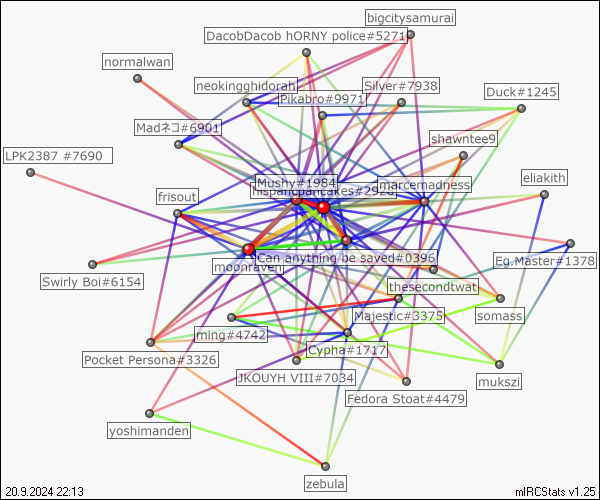 bigcitysamurai
DacobDacob hORNY police#5271
normalwan
neokingghidorah
Silver#7938
Pikabro#9971
Duck#1245
Madネコ#6901
shawntee9
LPK2387 #7690
Mushy#1984
marcemadness
hispanicpancakes#2926
eliakith
frisout
Can anything be saved#0396
moonraven
Eg.Master#1378
Swirly Boi#6154
thesecondwat
somass
Majestic#3375
ming#4742
Cypha#1717
Pocket Persona#3326
JKOUYH VIII#7034
mukszi
Fedora Stoat#4479
yoshimanden
zebula
20.9.2024 22:13
mIRCStats v1.25